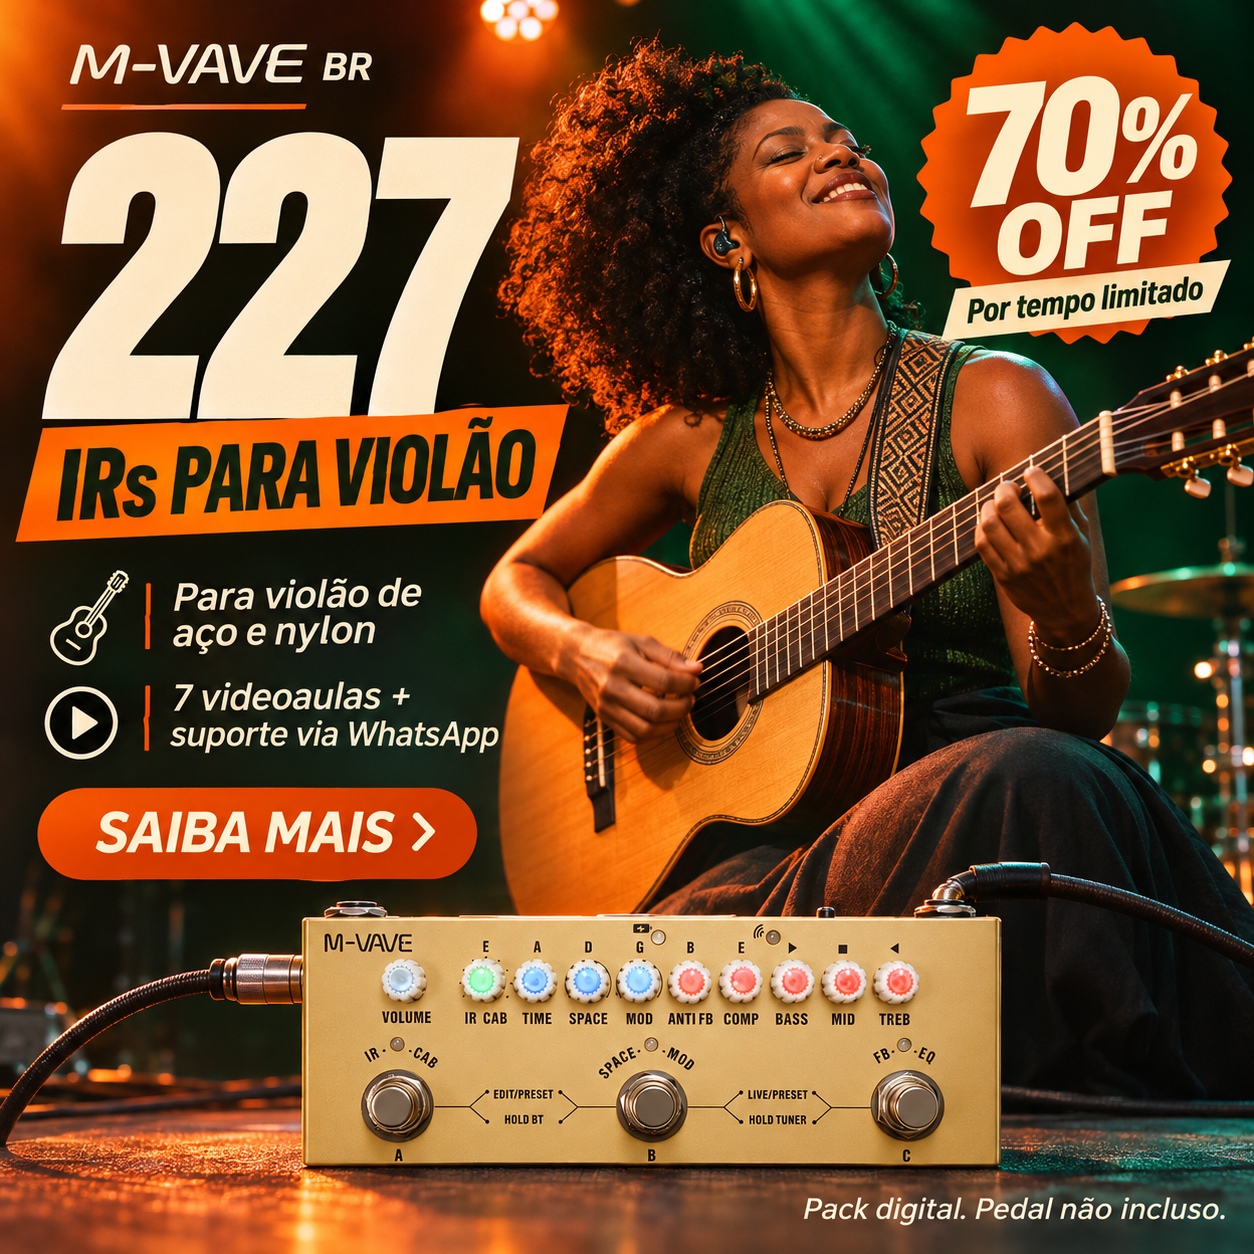 M-VAVE BR
227
IRs PARA VIOLÃO
70%
OFF
Por tempo limitado
Para violão de
aço e nylon
7 videoaulas +
suporte via WhatsApp
SAIBA MAIS
M-VAVE
E A D G B E
VOLUME IR CAB TIME SPACE MOD ANTI FB COMP BASS MID TREB
IR CAB
SPACE MOD
FB EQ
EDIT/PRESET
HOLD BT
LIVE/PRESET
HOLD TUNER
A B C
Pack digital. Pedal não incluso.